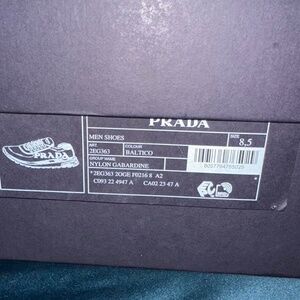 PRADA
MEN SHOES
SIZE
8,5
ART.
COLOUR
2EG363
BALTICO
GROUP NAME
NYLON GABARDINE
PRADA
*2EG363 2OGE F0216 8 A2
C093 22 4947 A CA02 23 47 A